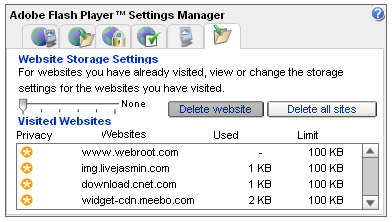 Adobe Flash Player™ Settings Manager
?
Website Storage Settings
For websites you have already visited, view or change the storage
settings for the websites you have visited.
None
Delete website
Delete all sites
Visited Websites
Privacy Websites Used Limit
www.webroot.com - 100 KB
img.livejasmin.com 1 KB 100 KB
download.cnet.com 1 KB 100 KB
widget-cdn.meebo.com 2 KB 100 KB